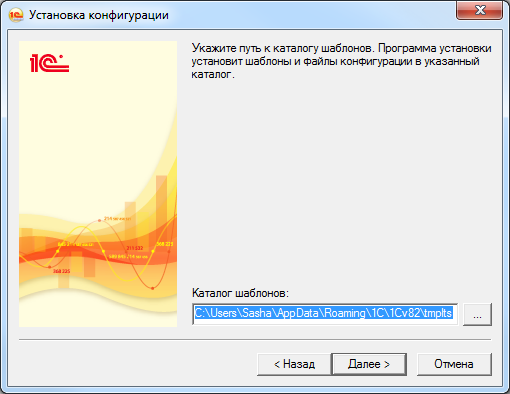 Установка конфигурации
1С
Укажите путь к каталогу шаблонов. Программа установки
установит шаблоны и файлы конфигурации в указанный
каталог.
Каталог шаблонов:
C:\Users\Sasha\AppData\Roaming\1C\1Cv82\tmplts
...
< Назад
Далее >
Отмена